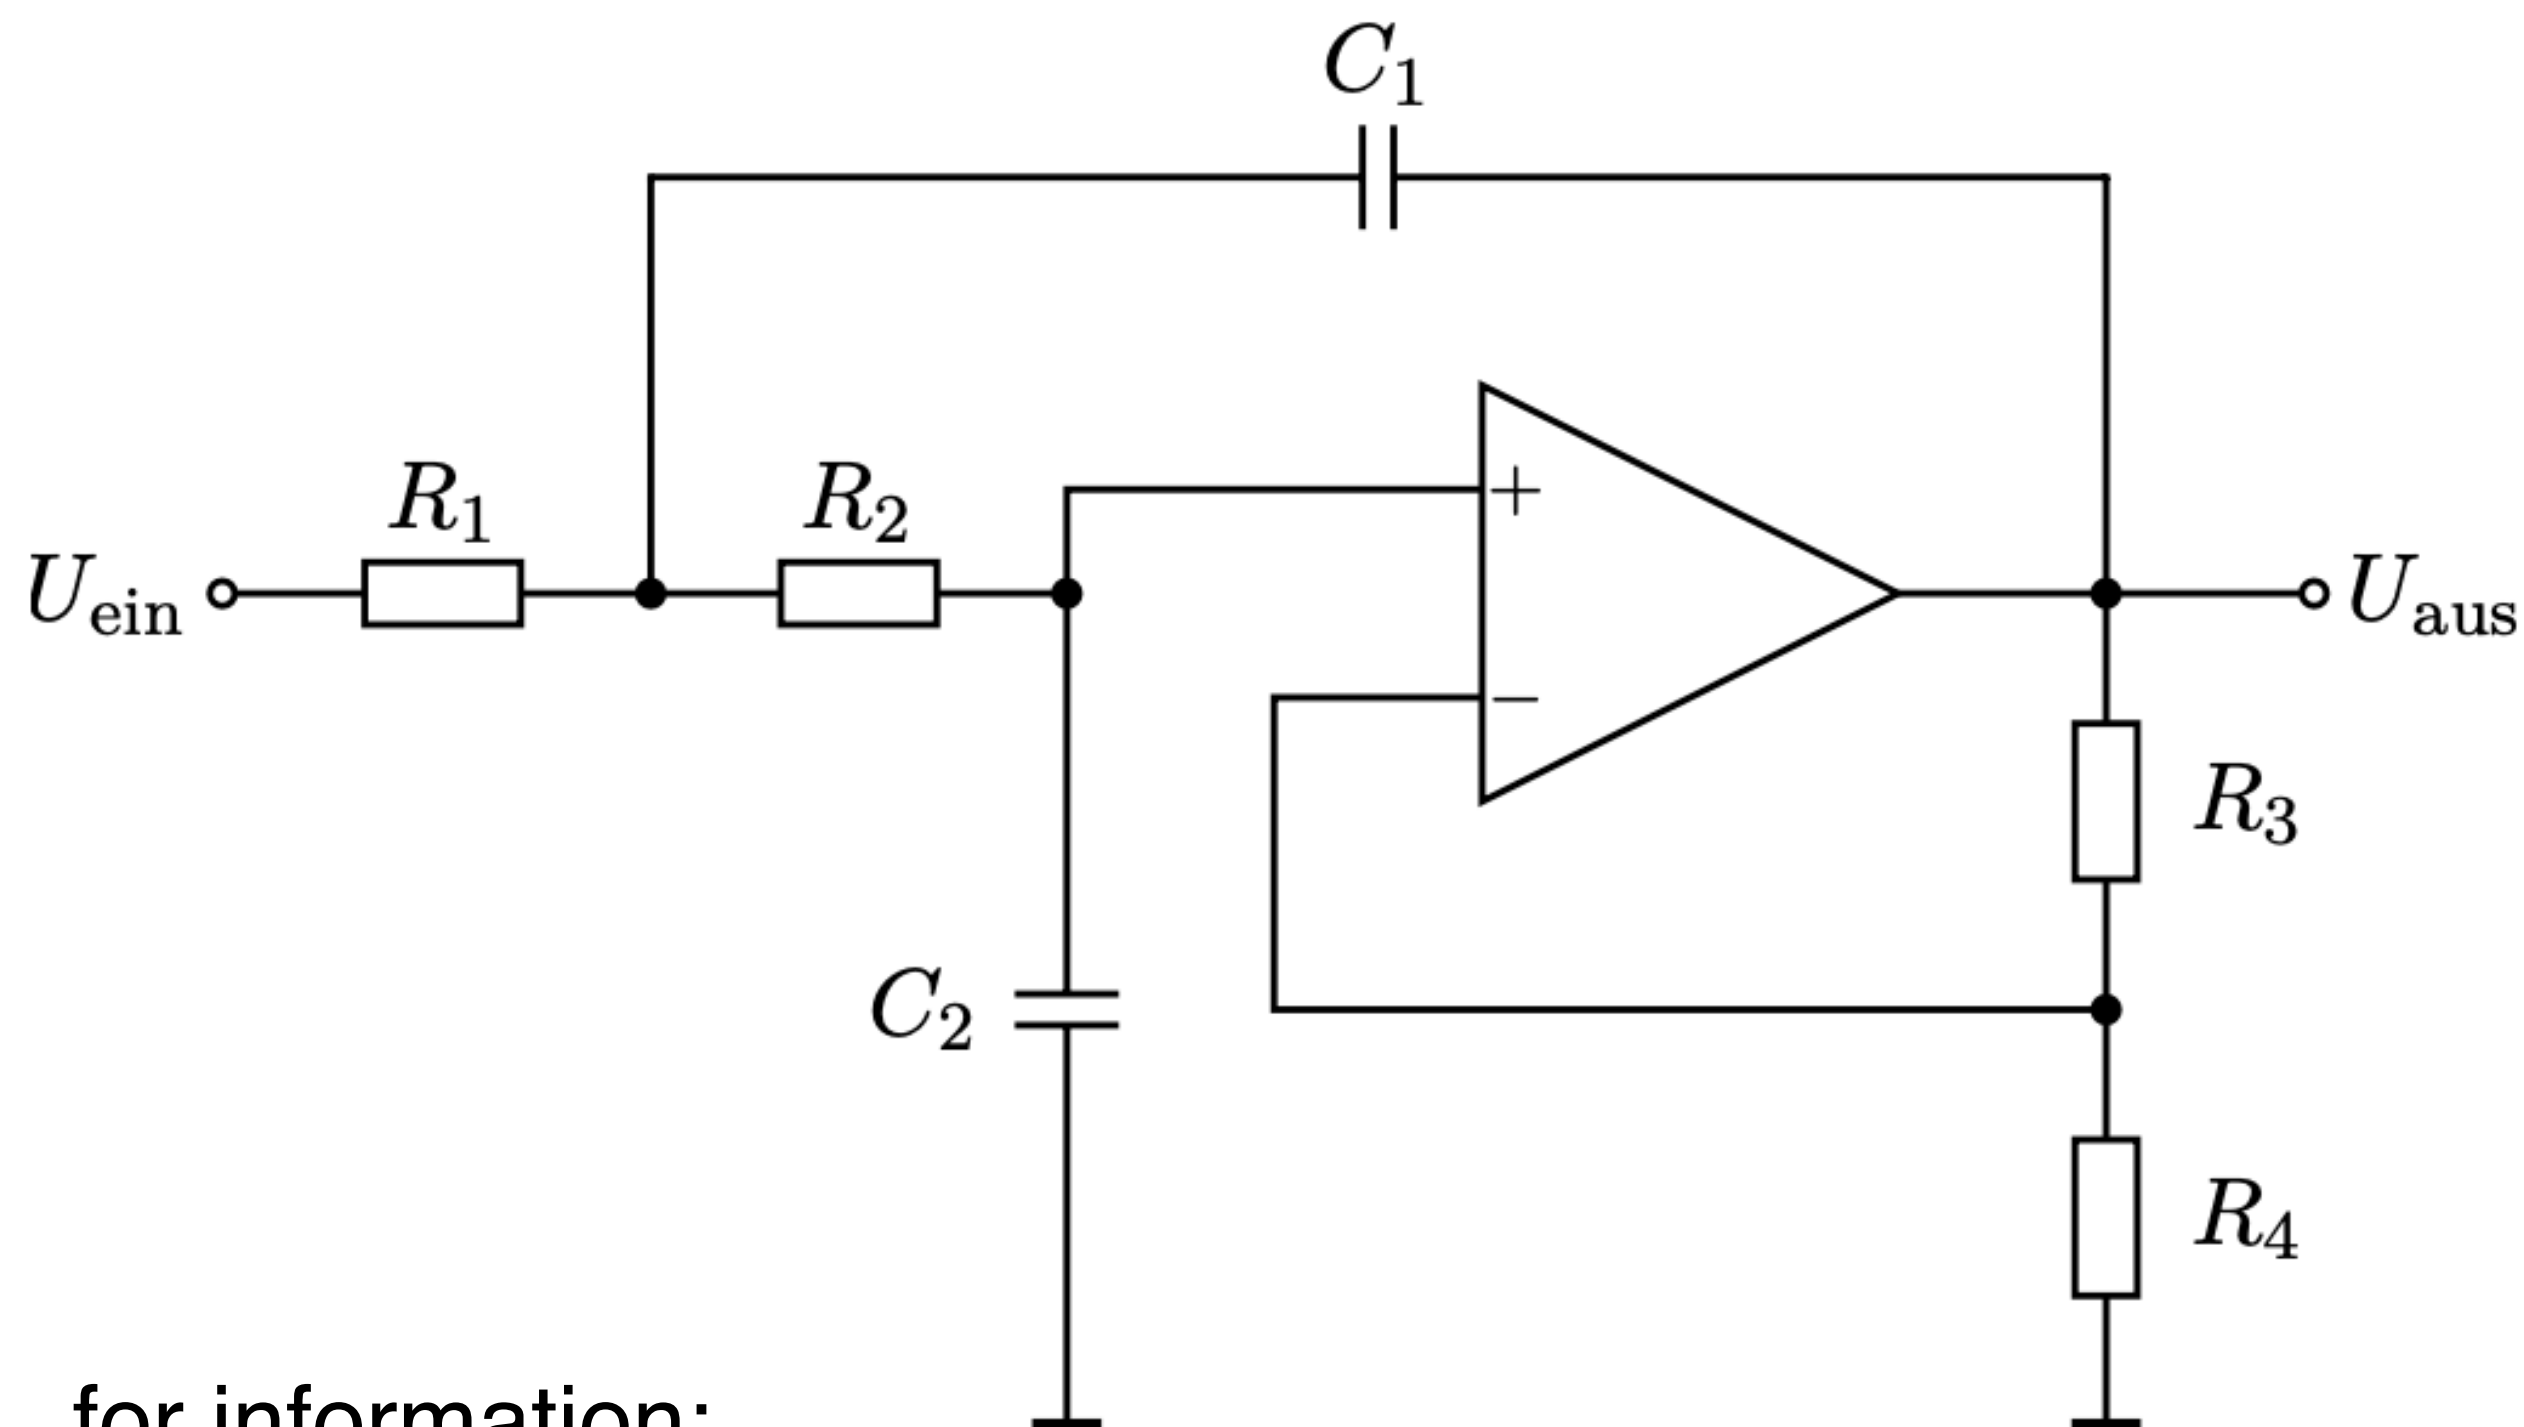 C1
R1
R2
+
Uein
Uaus
−
R3
C2
R4
for information: